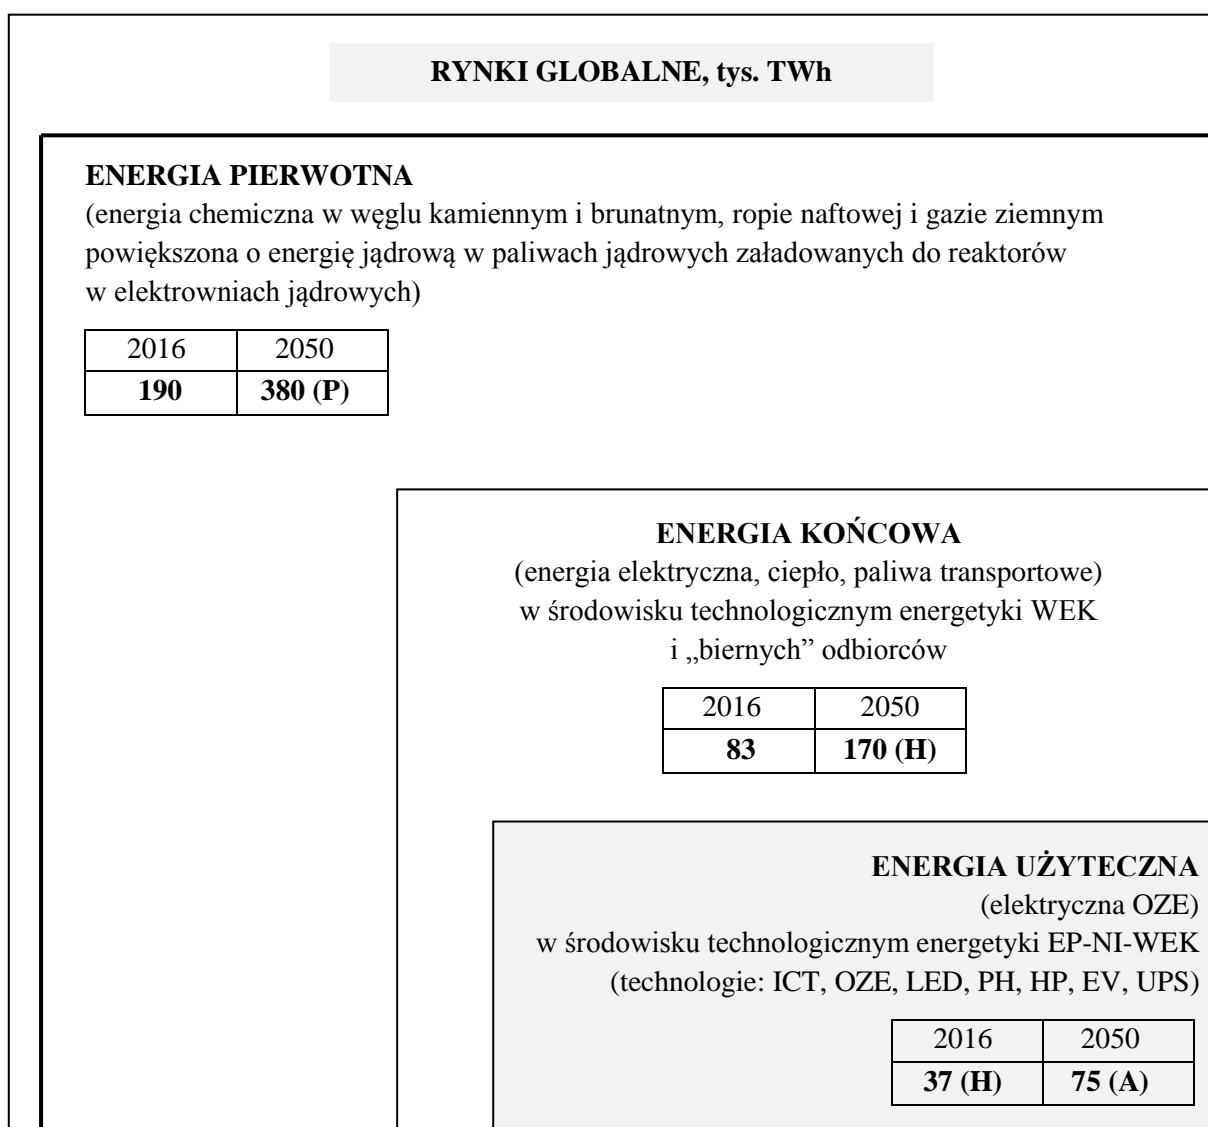 RYNKI GLOBALNE, tys. TWh
ENERGIA PIERWOTNA
(energia chemiczna w węglu kamiennym i brunatnym, ropie naftowej i gazie ziemnym
powiększona o energię jądrową w paliwach jądrowych załadowanych do reaktorów
w elektrowniach jądrowych)
2016 2050
190 380 (P)
ENERGIA KOŃCOWA
(energia elektryczna, ciepło, paliwa transportowe)
w środowisku technologicznym energetyki WEK
i „biernych” odbiorców
2016 2050
83 170 (H)
ENERGIA UŻYTECZNA
(elektryczna OZE)
w środowisku technologicznym energetyki EP-NI-WEK
(technologie: ICT, OZE, LED, PH, HP, EV, UPS)
2016 2050
37 (H) 75 (A)